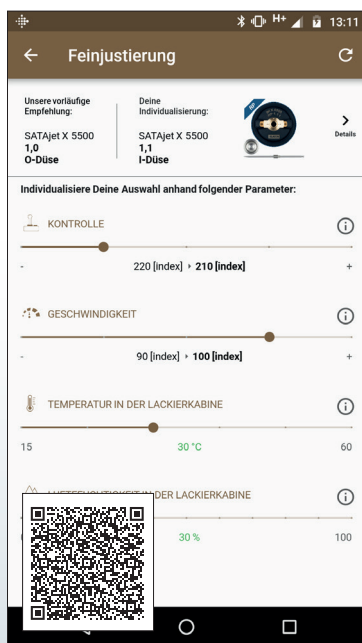 H+ 13:11
Feinjustierung
Unsere vorläufige
Empfehlung:
SATAjet X 5500
1,0
O-Düse
Deine
Individualisierung:
SATAjet X 5500
1,1
I-Düse
RP
Details
Individualisiere Deine Auswahl anhand folgender Parameter:
KONTROLLE
- 220 [index] ‣ 210 [index] +
GESCHWINDIGKEIT
- 90 [index] ‣ 100 [index] +
TEMPERATUR IN DER LACKIERKABINE
15 30 °C 60
LUFTFEUCHTIGKEIT IN DER LACKIERKABINE
30 % 100